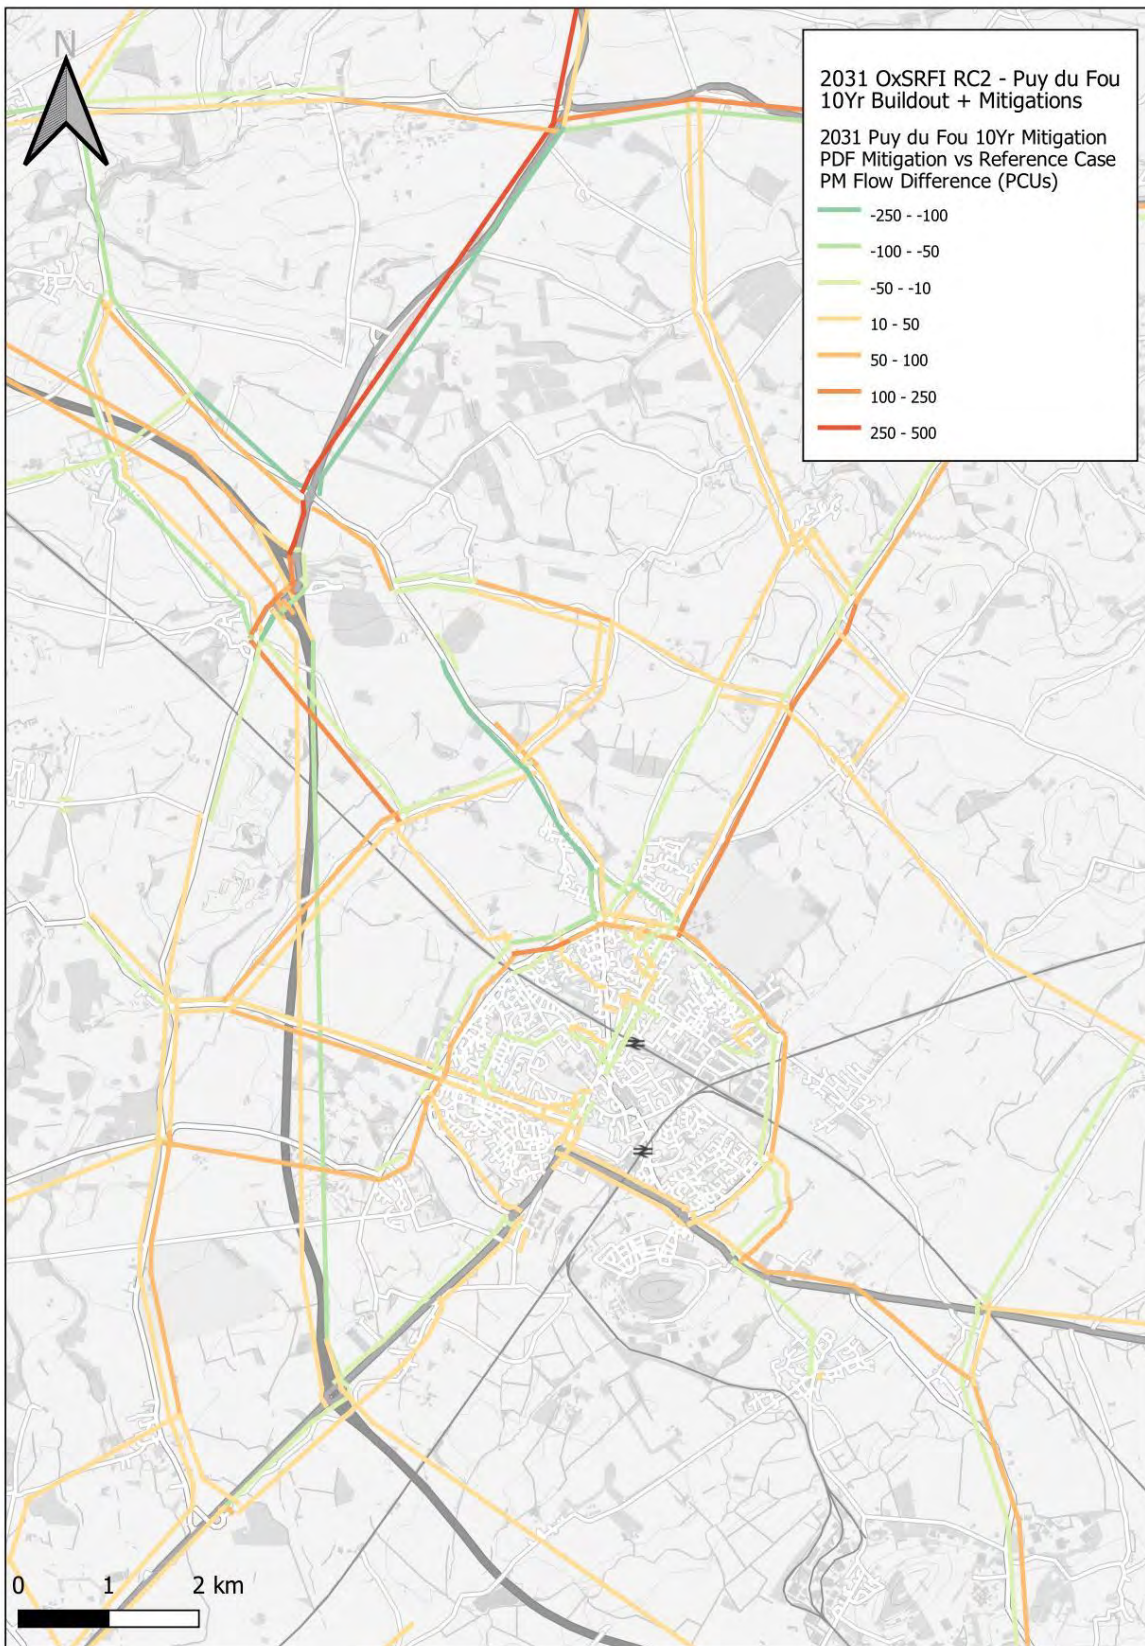 N
2031 OxSRFI RC2 - Puy du Fou
10Yr Buildout + Mitigations
2031 Puy du Fou 10Yr Mitigation
PDF Mitigation vs Reference Case
PM Flow Difference (PCUs)
-250 - -100
-100 - -50
-50 - -10
10 - 50
50 - 100
100 - 250
250 - 500
0 1 2 km